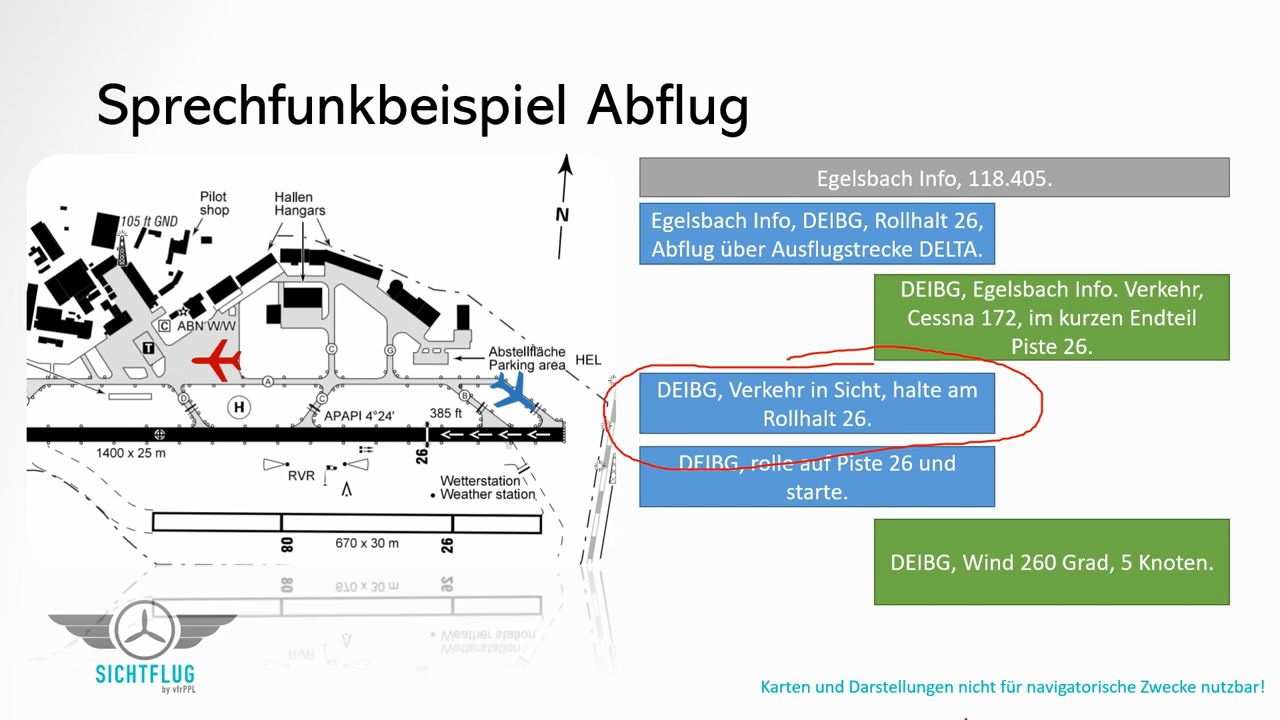 Sprechfunkbeispiel Abflug
Egelsbach Info, 118.405.
Egelsbach Info, DEIBG, Rollhalt 26,
Abflug über Ausflugstrecke DELTA.
DEIBG, Egelsbach Info. Verkehr,
Cessna 172, im kurzen Endteil
Piste 26.
DEIBG, Verkehr in Sicht, halte am
Rollhalt 26.
DEIBG, rolle auf Piste 26 und
starte.
DEIBG, Wind 260 Grad, 5 Knoten.
Pilot
shop
Hallen
Hangars
105 ft GND
N
C
ABN W/W
T
C
G
Abstellfläche
Parking area
HEL
A
D
H
C
B
APAPI 4°24'
385 ft
1400 x 25 m
26
RVR
Wetterstation
Weather station
08
670 x 30 m
26
SICHTFLUG
by vfrPPL
Karten und Darstellungen nicht für navigatorische Zwecke nutzbar!